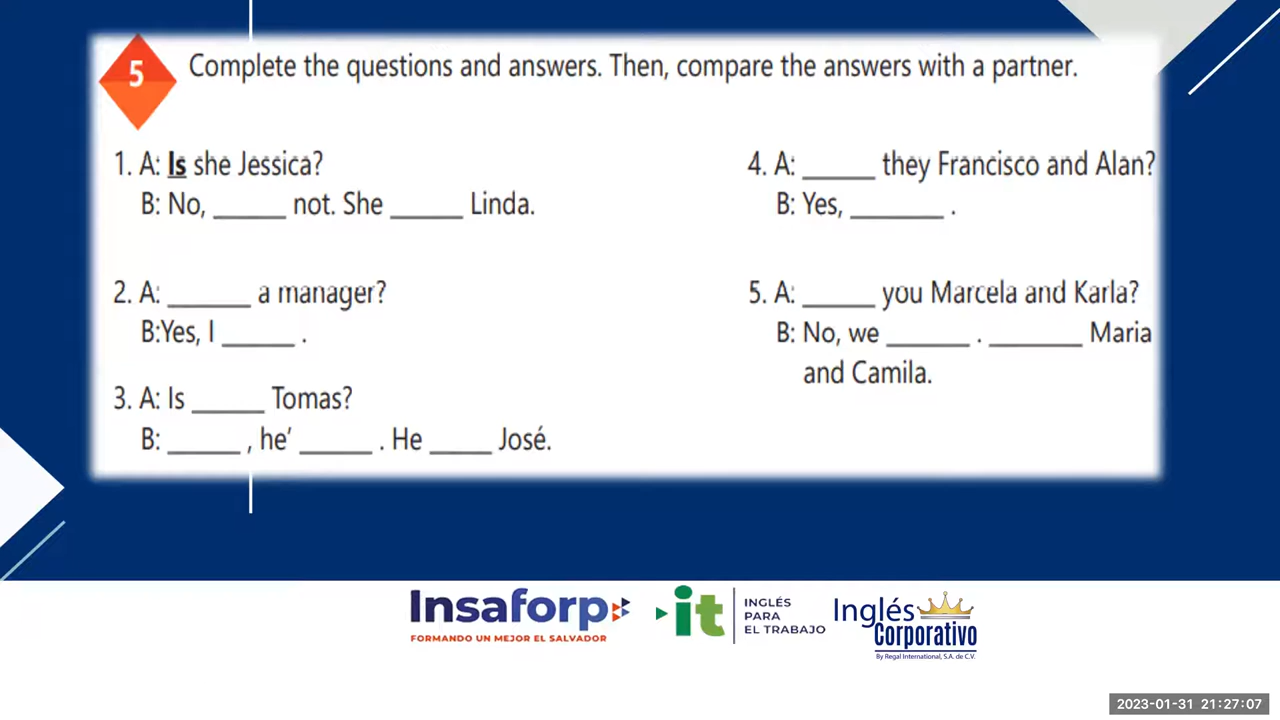 5
Complete the questions and answers. Then, compare the answers with a partner.
1. A: Is she Jessica?
B: No, ______ not. She ______ Linda.
2. A: _______ a manager?
B:Yes, I ______ .
3. A: Is ______ Tomas?
B: ______ , he’ ______ . He _____ José.
4. A: ______ they Francisco and Alan?
B: Yes, ________ .
5. A: ______ you Marcela and Karla?
B: No, we _______ . ________ Maria
and Camila.
Insaforp
FORMANDO UN MEJOR EL SALVADOR
it
INGLÉS
PARA
EL TRABAJO
Inglés
Corporativo
By Regal International, S.A. de C.V.
2023-01-31 21:27:07